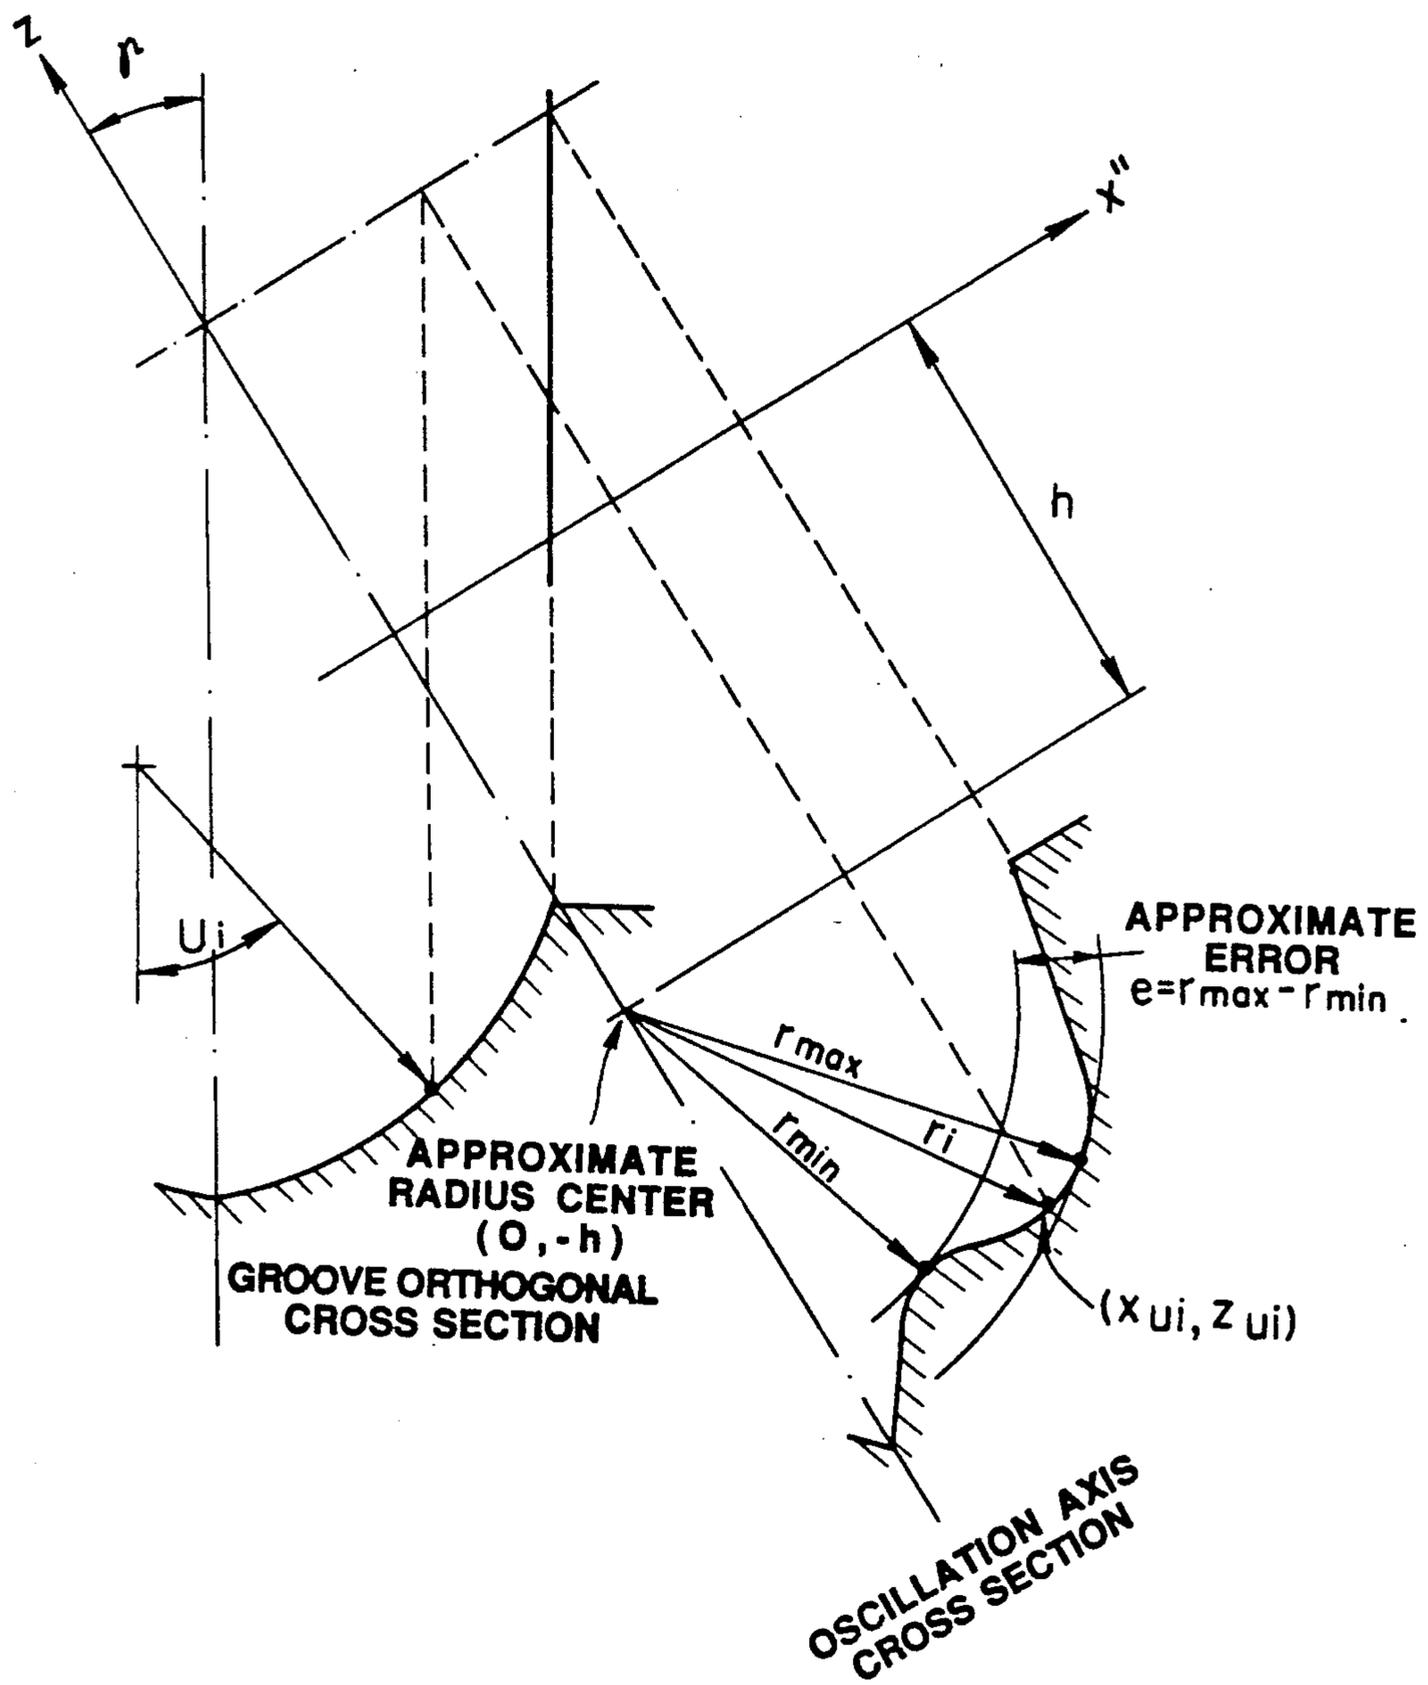 z
γ
x"
h
Ui
APPROXIMATE
ERROR
e=rmax-rmin
rmax
ri
rmin
APPROXIMATE
RADIUS CENTER
(0,-h)
GROOVE ORTHOGONAL
CROSS SECTION
(xui, zui)
OSCILLATION AXIS
CROSS SECTION